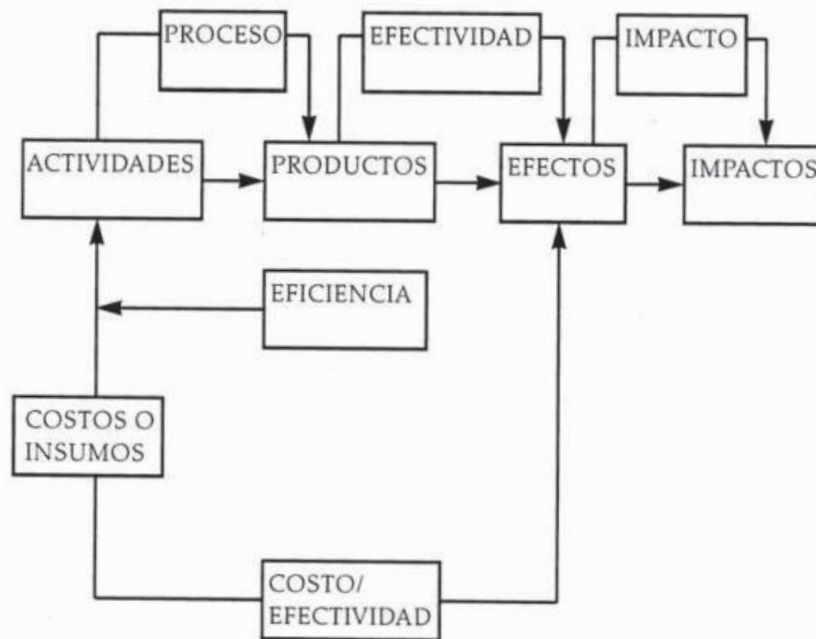 PROCESO
EFECTIVIDAD
IMPACTO
ACTIVIDADES
PRODUCTOS
EFECTOS
IMPACTOS
EFICIENCIA
COSTOS O
INSUMOS
COSTO/
EFECTIVIDAD